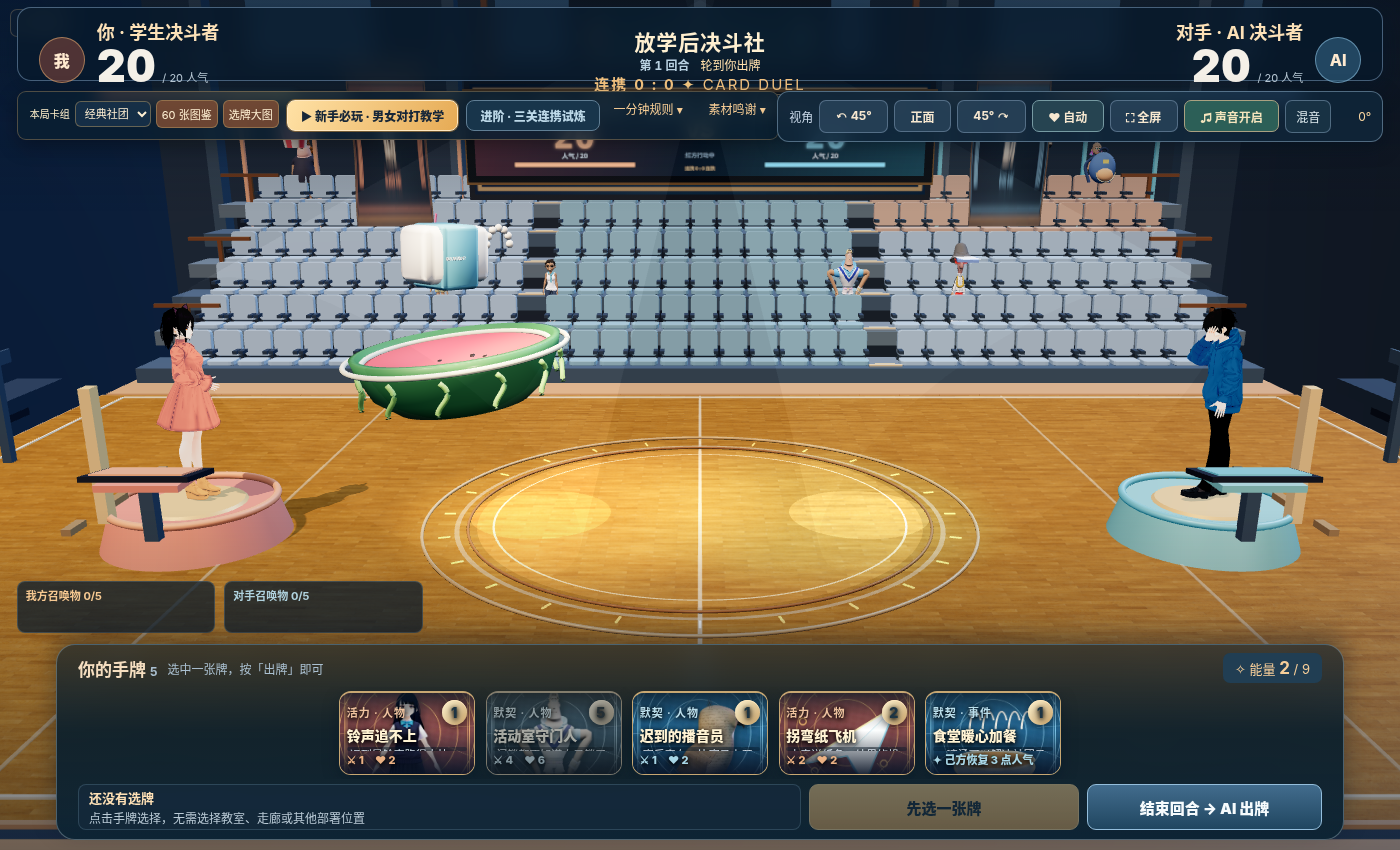 我
你 · 学生决斗者
20 / 20 人气
放学后决斗社
第 1 回合 轮到你出牌
连携 0 : 0 ✦ CARD DUEL
对手 · AI 决斗者
20 / 20 人气
AI
本局卡组 经典社团 60 张图鉴 选牌大图 ▶ 新手必玩 · 男女对打教学 进阶 · 三关连携试炼 一分钟规则 ▾ 素材鸣谢 ▾
视角 ↶ 45° 正面 45° ↷ ♥ 自动 ⛶ 全屏 ♫ 声音开启 混音 0°
人气 / 20
人气 / 20
我方召唤物 0/5
对手召唤物 0/5
你的手牌 5 选中一张牌，按「出牌」即可
✧ 能量 2 / 9
活力 · 人物 1
铃声追不上
⚔ 1 ♥ 2
默契 · 人物 5
活动室守门人
⚔ 4 ♥ 6
默契 · 人物 1
迟到的播音员
⚔ 1 ♥ 2
活力 · 人物 2
拐弯纸飞机
⚔ 2 ♥ 2
默契 · 事件 1
食堂暖心加餐
✦ 己方恢复 3 点人气
还没有选牌
点击手牌选择，无需选择教室、走廊或其他部署位置
先选一张牌
结束回合 → AI 出牌